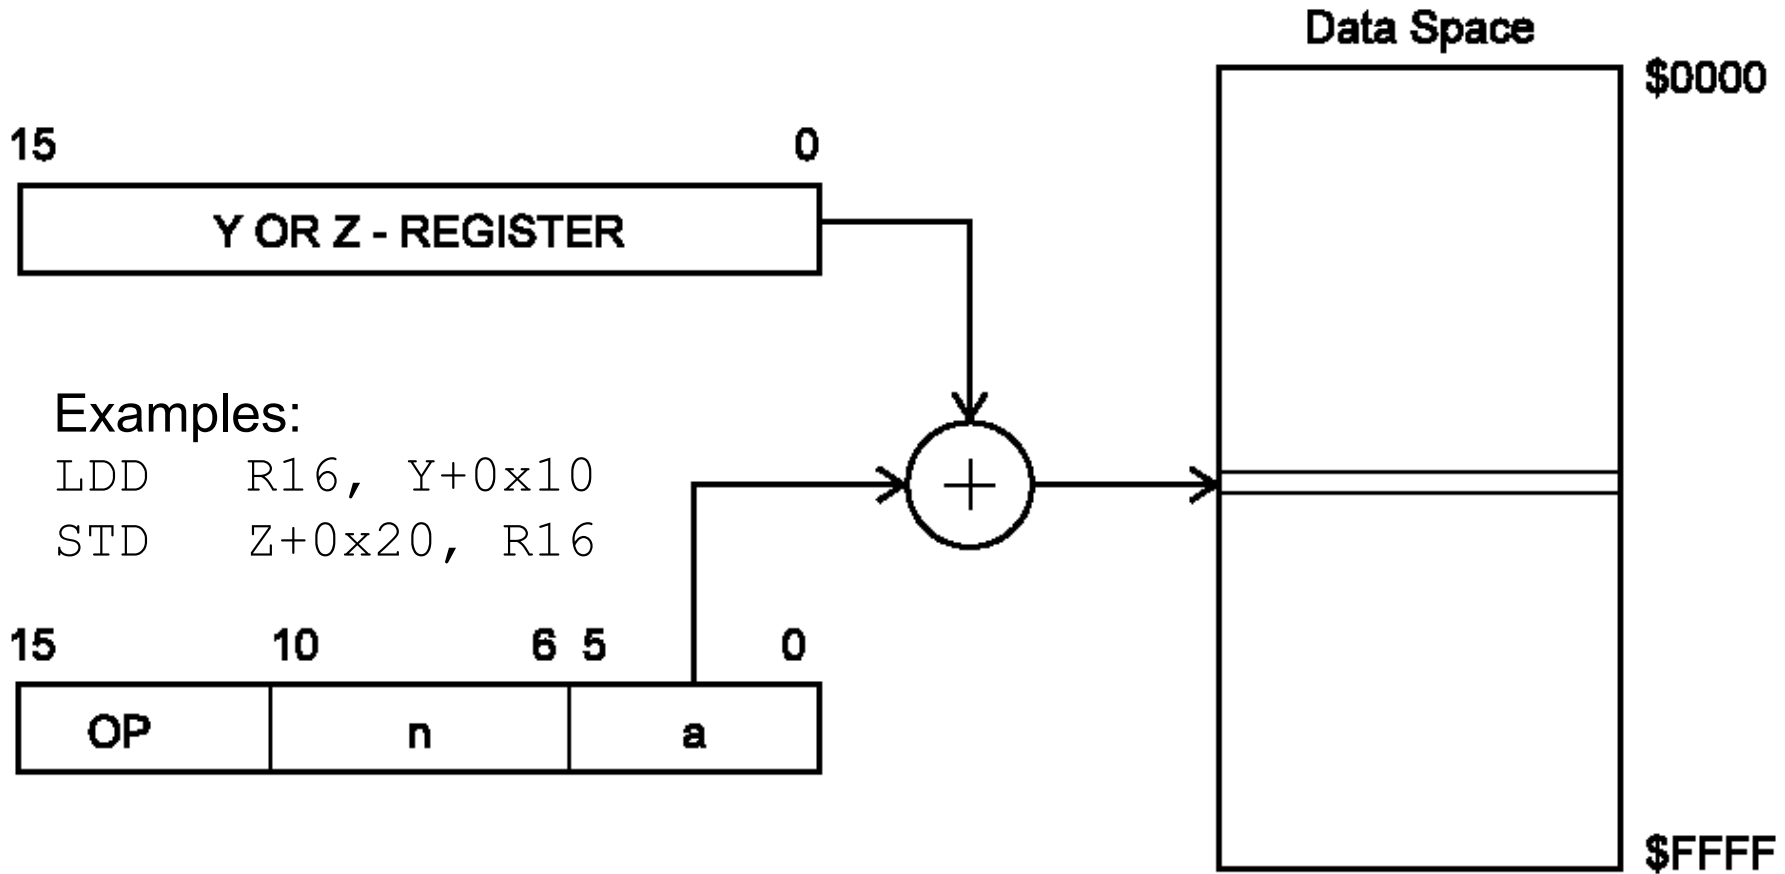 Data Space
$0000
15 0
Y OR Z - REGISTER
Examples:
LDD R16, Y+0x10
STD Z+0x20, R16
+
15 10 6 5 0
OP n a
$FFFF